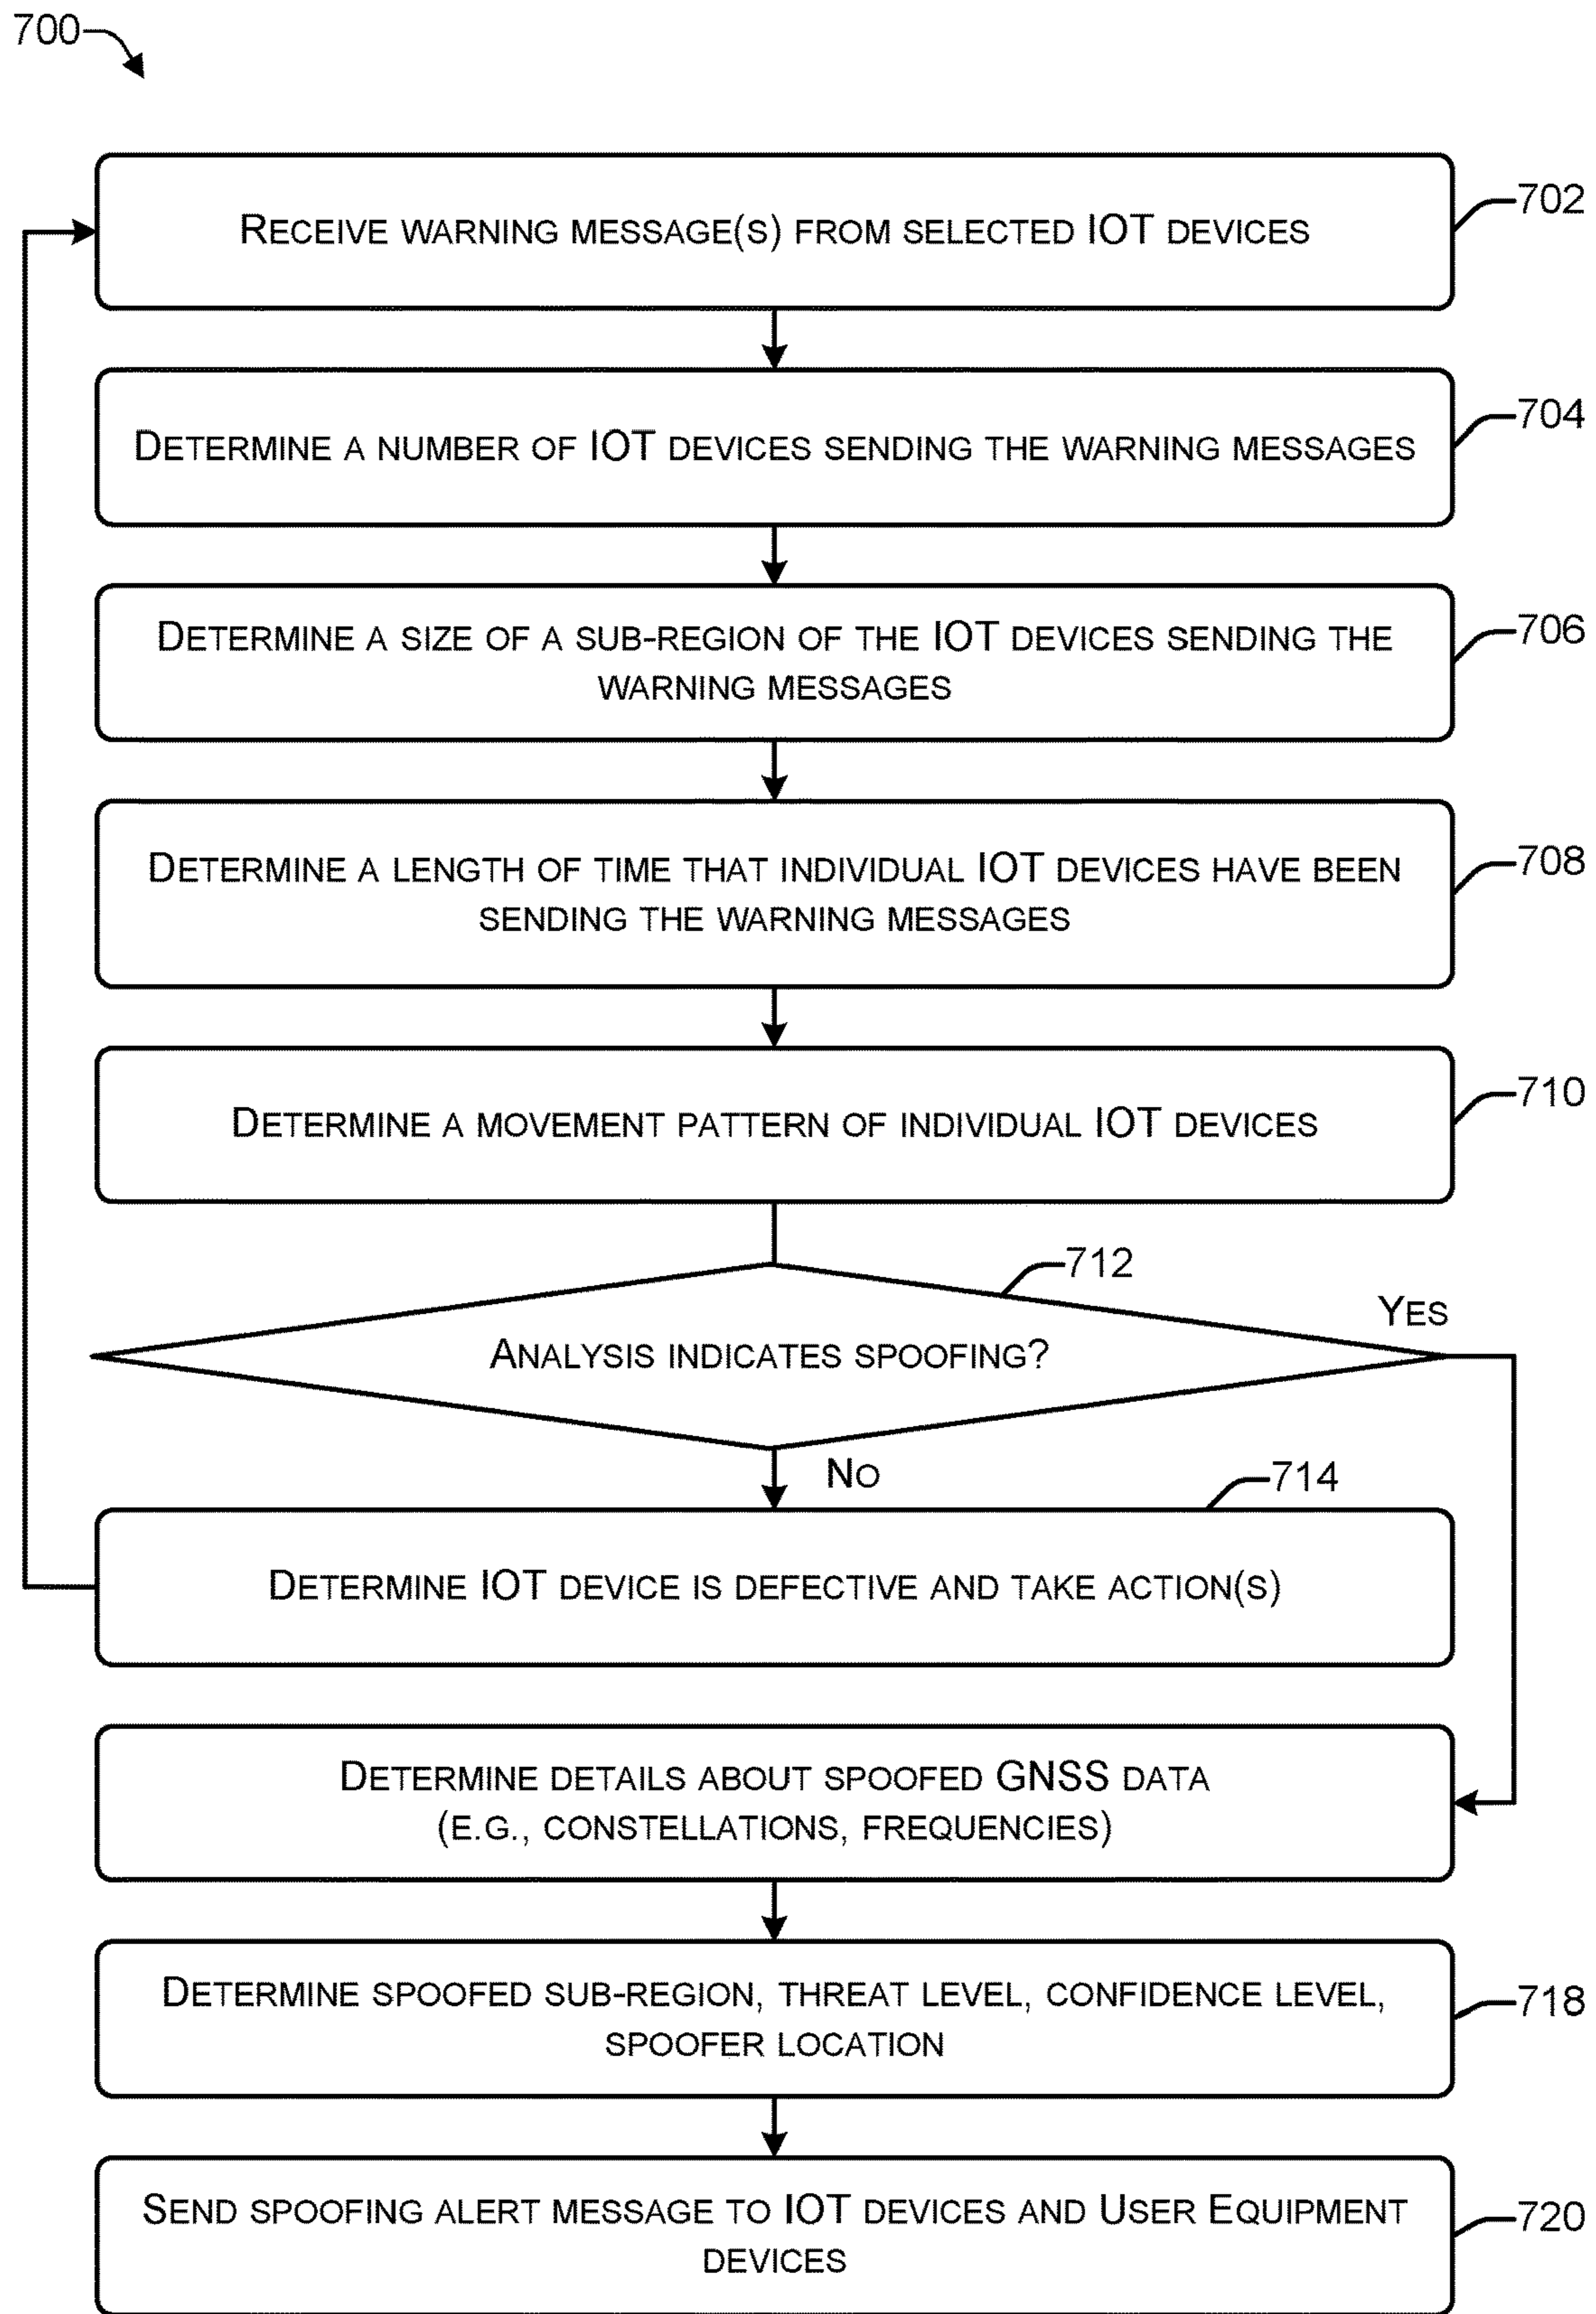 700
RECEIVE WARNING MESSAGE(S) FROM SELECTED IOT DEVICES
702
DETERMINE A NUMBER OF IOT DEVICES SENDING THE WARNING MESSAGES
704
DETERMINE A SIZE OF A SUB-REGION OF THE IOT DEVICES SENDING THE
WARNING MESSAGES
706
DETERMINE A LENGTH OF TIME THAT INDIVIDUAL IOT DEVICES HAVE BEEN
SENDING THE WARNING MESSAGES
708
DETERMINE A MOVEMENT PATTERN OF INDIVIDUAL IOT DEVICES
710
712
ANALYSIS INDICATES SPOOFING?
YES
NO
714
DETERMINE IOT DEVICE IS DEFECTIVE AND TAKE ACTION(S)
DETERMINE DETAILS ABOUT SPOOFED GNSS DATA
(E.G., CONSTELLATIONS, FREQUENCIES)
DETERMINE SPOOFED SUB-REGION, THREAT LEVEL, CONFIDENCE LEVEL,
SPOOFER LOCATION
718
SEND SPOOFING ALERT MESSAGE TO IOT DEVICES AND USER EQUIPMENT
DEVICES
720